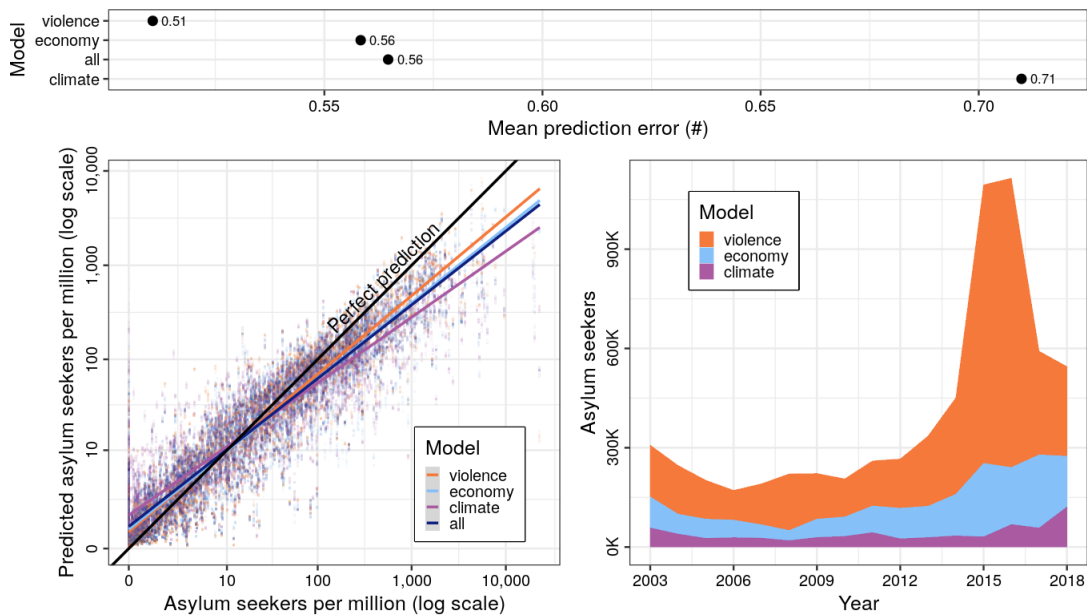 Model
violence
economy
all
climate
0.51
0.56
0.56
0.71
0.55
0.60
0.65
0.70
Mean prediction error (#)
Predicted asylum seekers per million (log scale)
10,000
1,000
100
10
0
Perfect prediction
Model
violence
economy
climate
all
0
10
100
1,000
10,000
Asylum seekers per million (log scale)
Asylum seekers
900K
600K
300K
0K
Model
violence
economy
climate
2003
2006
2009
2012
2015
2018
Year